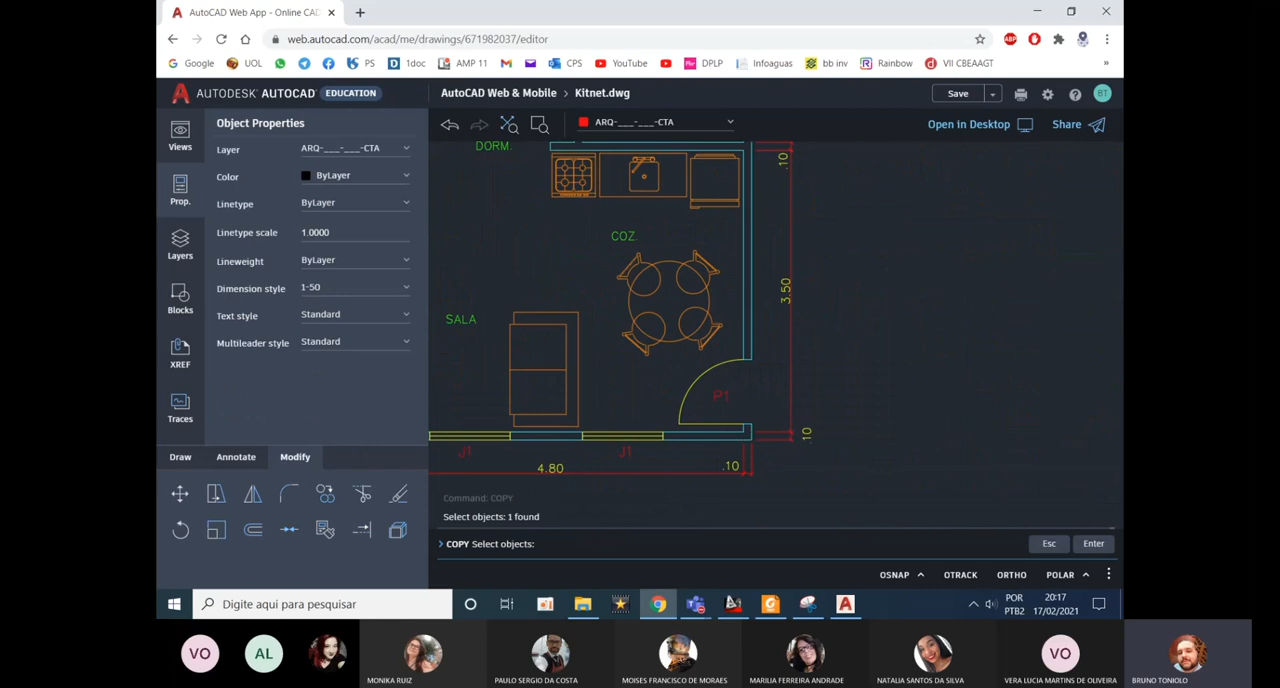 AutoCAD Web App - Online CAD
web.autocad.com/acad/me/drawings/671982037/editor
Google UOL PS 1doc AMP 11 CPS YouTube DPLP Infoaguas bb inv Rainbow VII CBEAAGT
AUTODESK® AUTOCAD EDUCATION AutoCAD Web & Mobile > Kitnet.dwg Save BT
Object Properties ARQ-___-___-CTA Open in Desktop Share
Views
Prop.
Layers
Blocks
XREF
Traces
Layer ARQ-___-___-CTA
Color ByLayer
Linetype ByLayer
Linetype scale 1.0000
Lineweight ByLayer
Dimension style 1-50
Text style Standard
Multileader style Standard
DORM.
.10
COZ.
3.50
SALA
P1
.10
J1 J1
4.80 .10
Draw Annotate Modify
Command: COPY
Select objects: 1 found
> COPY Select objects: Esc Enter
OSNAP OTRACK ORTHO POLAR
Digite aqui para pesquisar
POR
PTB2
20:17
17/02/2021
VO AL VO
MONIKA RUIZ PAULO SERGIO DA COSTA MOISES FRANCISCO DE MORAES MARILIA FERREIRA ANDRADE NATALIA SANTOS DA SILVA VERA LUCIA MARTINS DE OLIVEIRA BRUNO TONIOLO